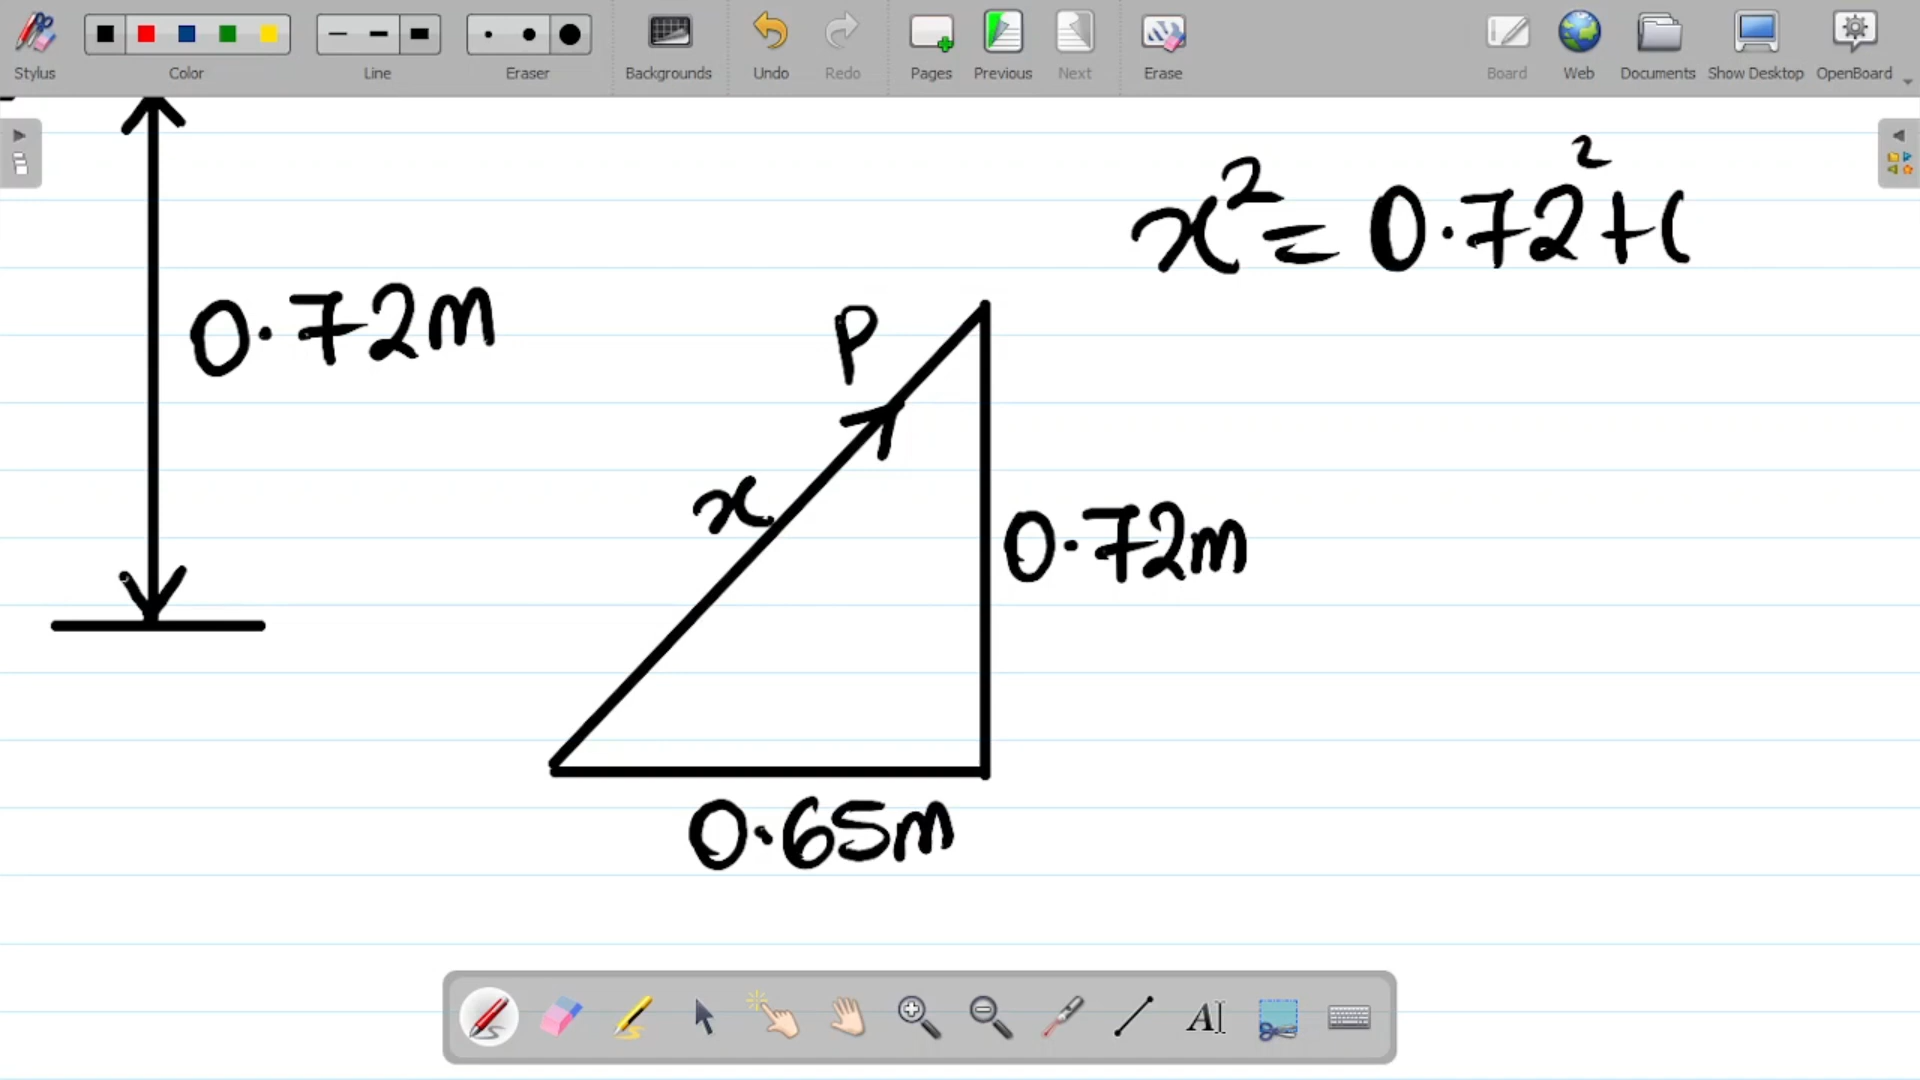 Stylus
Color
Line
Eraser
Backgrounds
Undo
Redo
Pages
Previous
Next
Erase
Board
Web
Documents
Show Desktop
OpenBoard
x² = 0.72² + (
0.72m
P
x
0.72m
0.65m